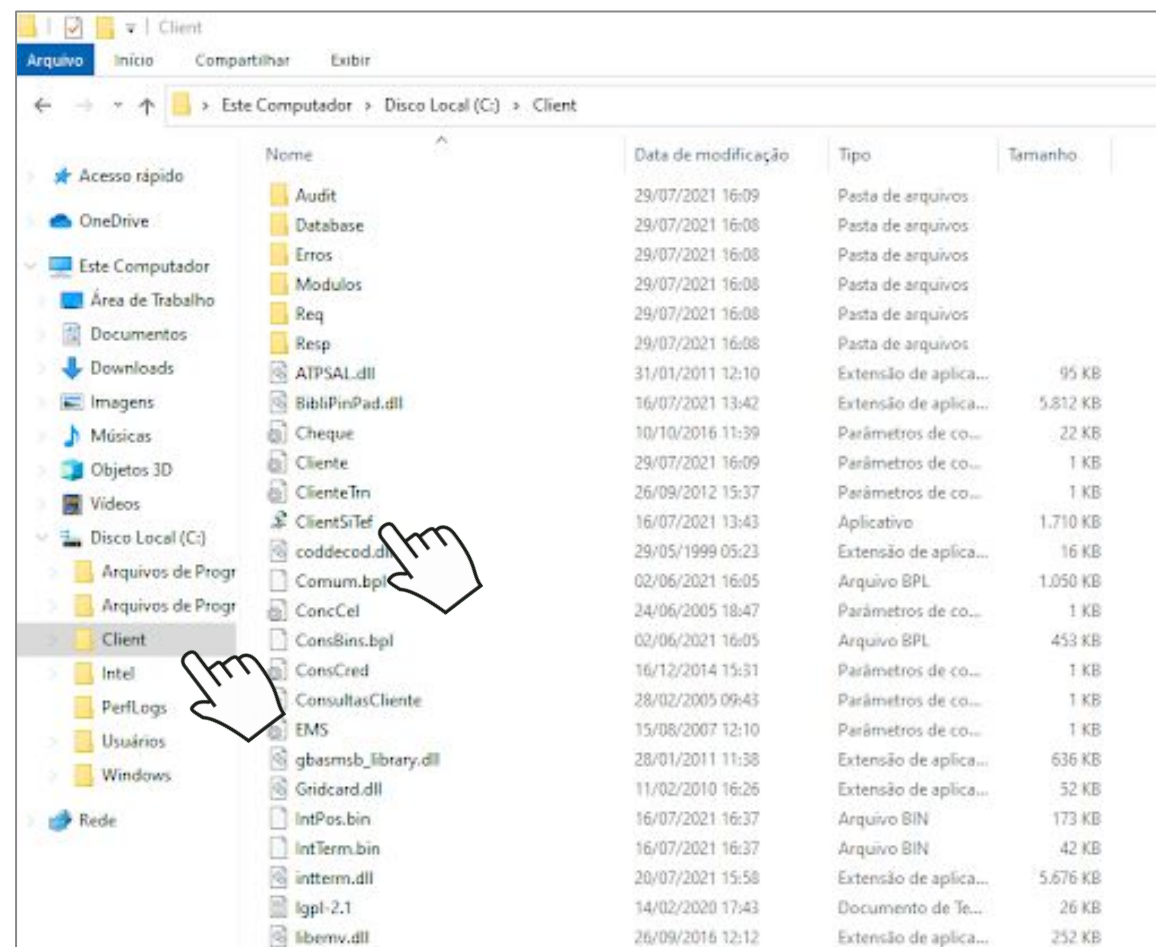 Client
Arquivo Início Compartilhar Exibir
Este Computador > Disco Local (C:) > Client
Nome Data de modificação Tipo Tamanho
Acesso rápido
OneDrive
Este Computador
Área de Trabalho
Documentos
Downloads
Imagens
Músicas
Objetos 3D
Vídeos
Disco Local (C:)
Arquivos de Progr
Arquivos de Progr
Client
Intel
PerfLogs
Usuários
Windows
Rede
Audit 29/07/2021 16:09 Pasta de arquivos
Database 29/07/2021 16:08 Pasta de arquivos
Erros 29/07/2021 16:08 Pasta de arquivos
Modulos 29/07/2021 16:08 Pasta de arquivos
Req 29/07/2021 16:08 Pasta de arquivos
Resp 29/07/2021 16:08 Pasta de arquivos
ATPSAL.dll 31/01/2011 12:10 Extensão de aplica... 95 KB
BibliPinPad.dll 16/07/2021 13:42 Extensão de aplica... 5.812 KB
Cheque 10/10/2016 11:39 Parâmetros de co... 22 KB
Cliente 29/07/2021 16:09 Parâmetros de co... 1 KB
ClienteTrn 26/09/2012 15:37 Parâmetros de co... 1 KB
ClientSiTef 16/07/2021 13:43 Aplicativo 1.710 KB
coddecod.dll 29/05/1999 05:23 Extensão de aplica... 16 KB
Comum.bpl 02/06/2021 16:05 Arquivo BPL 1.050 KB
ConcCel 24/06/2005 18:47 Parâmetros de co... 1 KB
ConsBins.bpl 02/06/2021 16:05 Arquivo BPL 453 KB
ConsCred 16/12/2014 15:31 Parâmetros de co... 1 KB
ConsultasCliente 28/02/2005 09:43 Parâmetros de co... 1 KB
EMS 15/08/2007 12:10 Parâmetros de co... 1 KB
gbasmsb_library.dll 28/01/2011 11:38 Extensão de aplica... 636 KB
Gridcard.dll 11/02/2010 16:26 Extensão de aplica... 52 KB
IntPos.bin 16/07/2021 16:37 Arquivo BIN 173 KB
IntTerm.bin 16/07/2021 16:37 Arquivo BIN 42 KB
intterm.dll 20/07/2021 15:58 Extensão de aplica... 5.676 KB
lgpl-2.1 14/02/2020 17:43 Documento de Te... 26 KB
libemv.dll 26/09/2016 12:12 Extensão de aplica... 252 KB